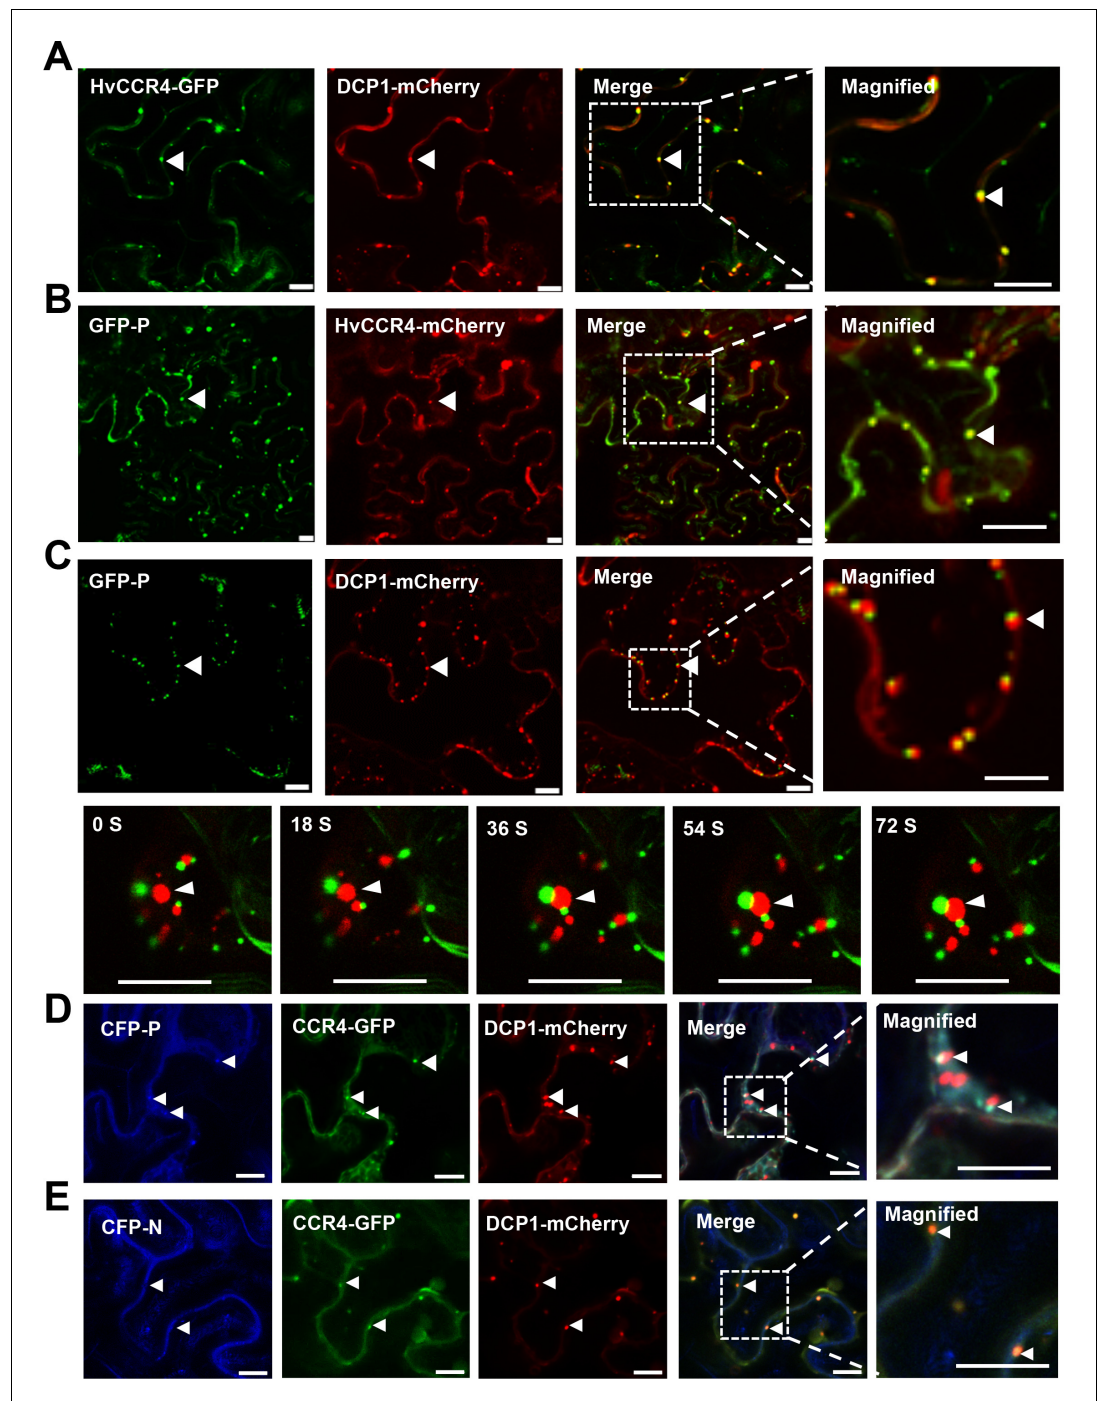 A
HvCCR4-GFP
DCP1-mCherry
Merge
Magnified
B
GFP-P
HvCCR4-mCherry
Merge
Magnified
C
GFP-P
DCP1-mCherry
Merge
Magnified
0 S
18 S
36 S
54 S
72 S
D
CFP-P
CCR4-GFP
DCP1-mCherry
Merge
Magnified
E
CFP-N
CCR4-GFP
DCP1-mCherry
Merge
Magnified